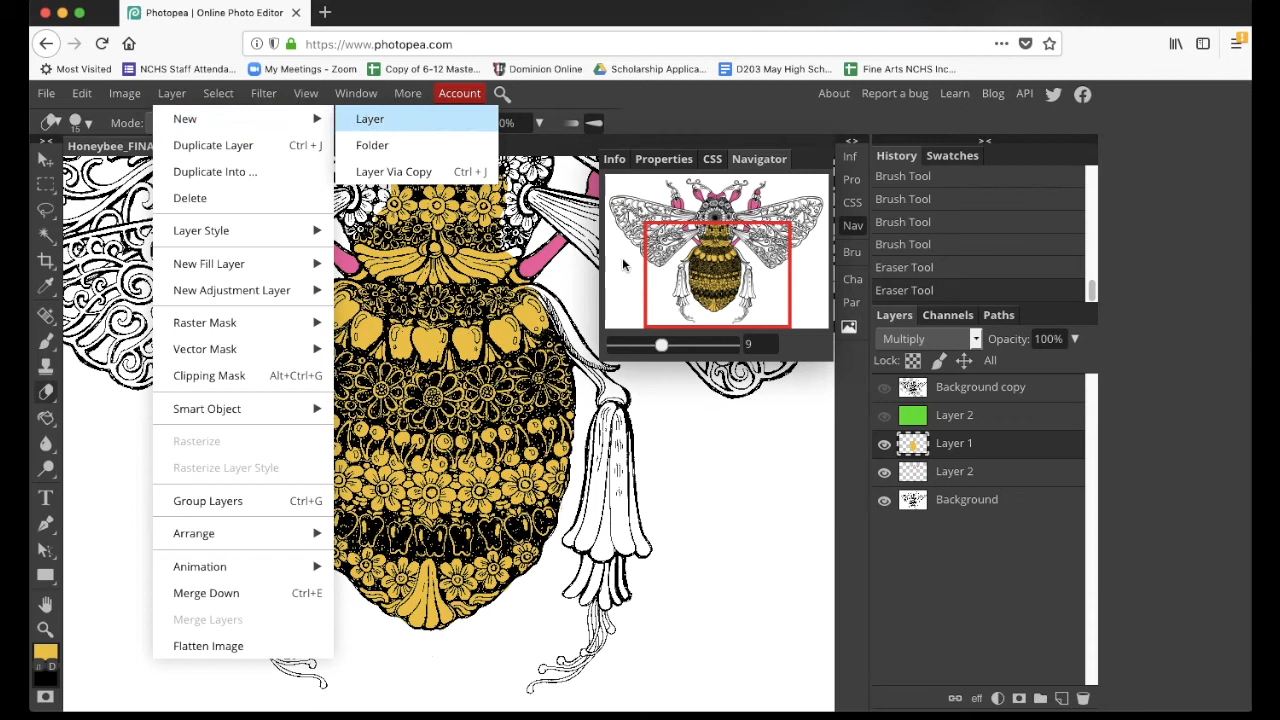 Photopea | Online Photo Editor
https://www.photopea.com
Most Visited NCHS Staff Attenda... My Meetings - Zoom Copy of 6-12 Maste... Dominion Online Scholarship Applica... D203 May High Sch... Fine Arts NCHS Inc...
File Edit Image Layer Select Filter View Window More Account About Report a bug Learn Blog API
15 Mode: 0%
Honeybee_FINA
New
Duplicate Layer Ctrl + J
Duplicate Into ...
Delete
Layer Style
New Fill Layer
New Adjustment Layer
Raster Mask
Vector Mask
Clipping Mask Alt+Ctrl+G
Smart Object
Rasterize
Rasterize Layer Style
Group Layers Ctrl+G
Arrange
Animation
Merge Down Ctrl+E
Merge Layers
Flatten Image
Layer
Folder
Layer Via Copy Ctrl + J
Info Properties CSS Navigator
9
Inf
Pro
CSS
Nav
Bru
Cha
Par
History Swatches
Brush Tool
Brush Tool
Brush Tool
Brush Tool
Eraser Tool
Eraser Tool
Layers Channels Paths
Multiply Opacity: 100%
Lock: All
Background copy
Layer 2
Layer 1
Layer 2
Background
D
eff